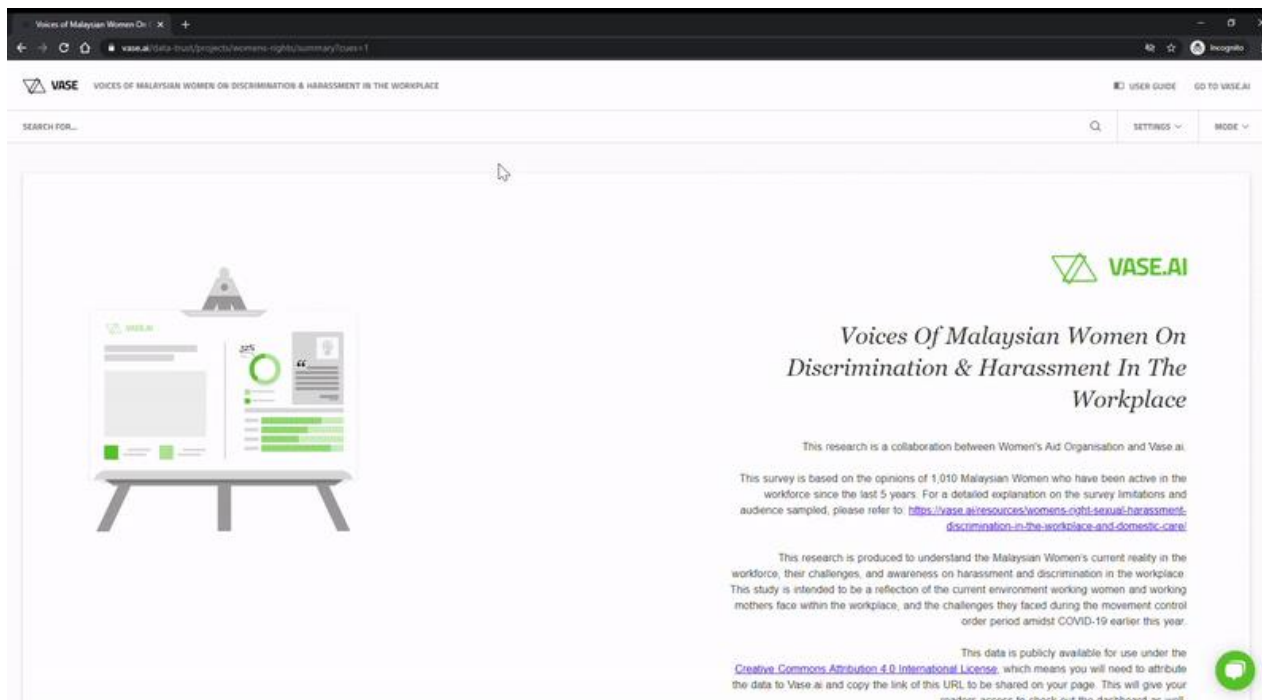 Voices of Malaysian Women On
vase.ai/data-trust/projects/womens-rights/summary?cues=1
Incognito
VASE VOICES OF MALAYSIAN WOMEN ON DISCRIMINATION & HARASSMENT IN THE WORKPLACE
USER GUIDE GO TO VASE.AI
SEARCH FOR...
SETTINGS MODE
VASE.AI
VASE.AI
Voices Of Malaysian Women On
Discrimination & Harassment In The
Workplace
This research is a collaboration between Women's Aid Organisation and Vase.ai.
This survey is based on the opinions of 1,010 Malaysian Women who have been active in the
workforce since the last 5 years. For a detailed explanation on the survey limitations and
audience sampled, please refer to: https://vase.ai/resources/womens-right-sexual-harassment-
discrimination-in-the-workplace-and-domestic-care/
This research is produced to understand the Malaysian Women's current reality in the
workforce, their challenges, and awareness on harassment and discrimination in the workplace.
This study is intended to be a reflection of the current environment working women and working
mothers face within the workplace, and the challenges they faced during the movement control
order period amidst COVID-19 earlier this year.
This data is publicly available for use under the
Creative Commons Attribution 4.0 International License, which means you will need to attribute
the data to Vase.ai and copy the link of this URL to be shared on your page. This will give your
readers access to check out the dashboard as well.